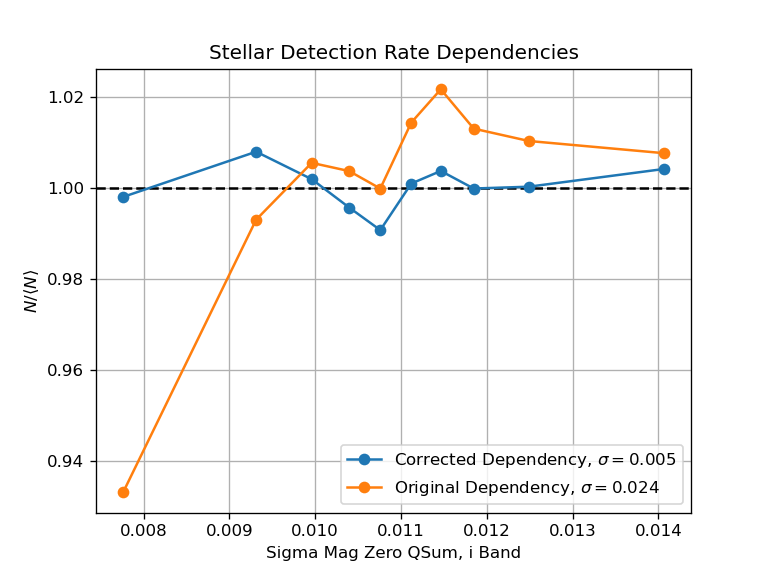 Stellar Detection Rate Dependencies
1.02
1.00
0.98
0.96
0.94
N/⟨N⟩
Corrected Dependency, σ = 0.005
Original Dependency, σ = 0.024
0.008 0.009 0.010 0.011 0.012 0.013 0.014
Sigma Mag Zero QSum, i Band